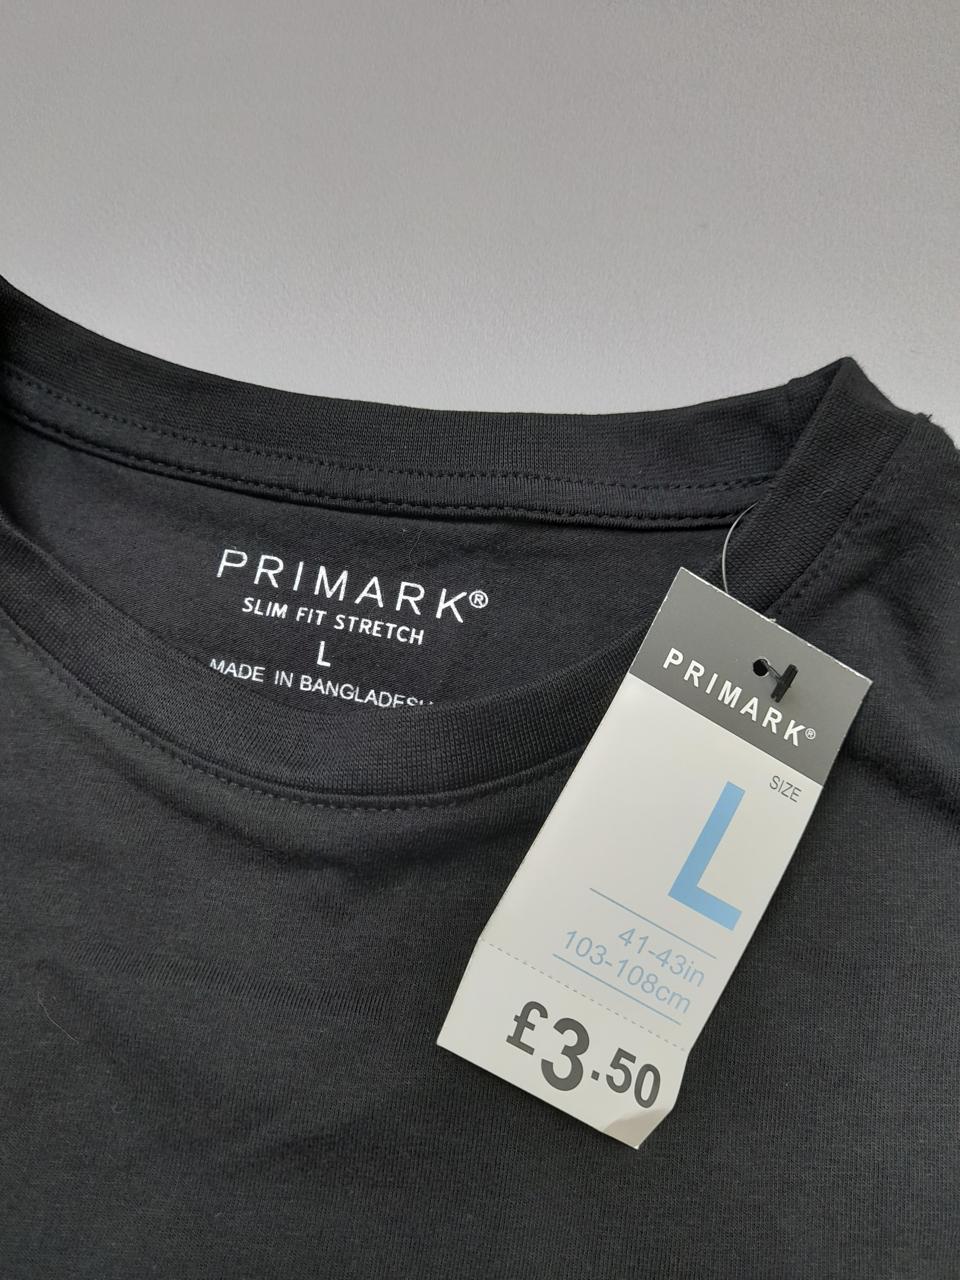 PRIMARK®
SLIM FIT STRETCH
L
MADE IN BANGLADESH
PRIMARK®
SIZE
L
41-43in
103-108cm
£3.50